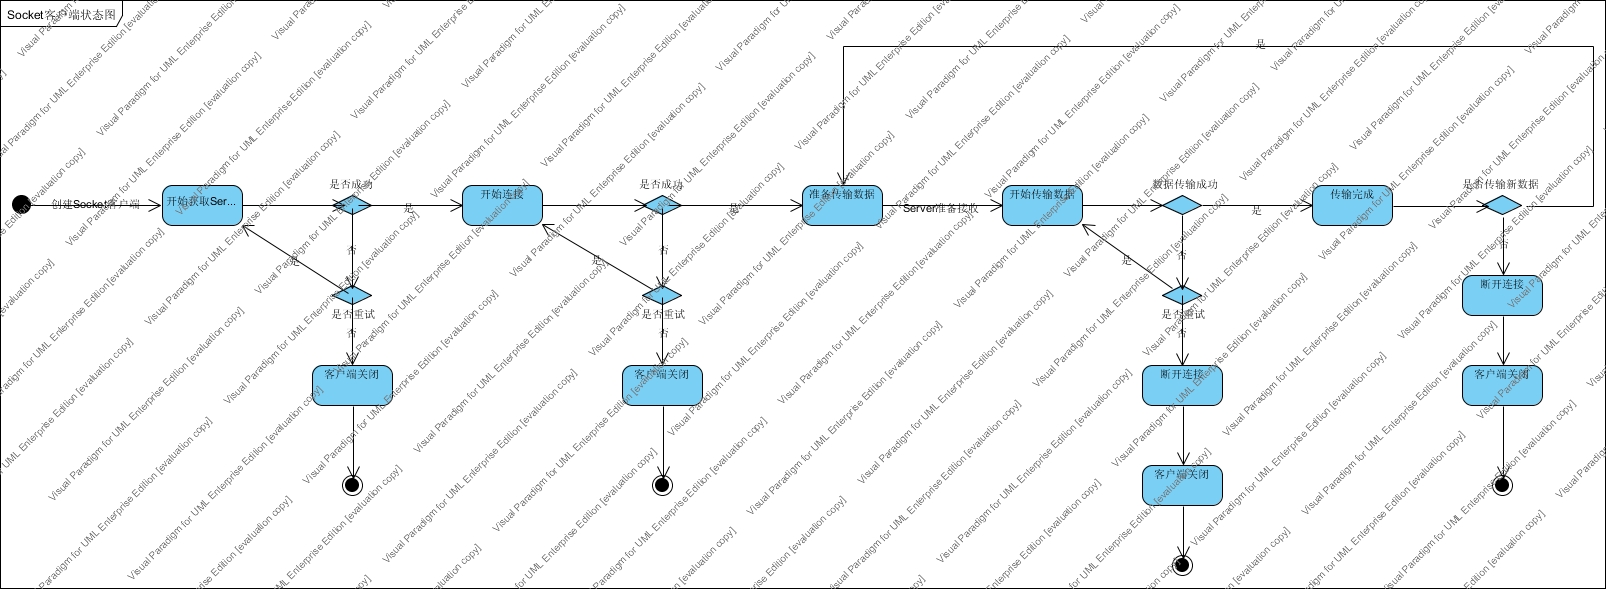 Socket客户端状态图
是
创建Socket客户端
开始获取Ser...
是否成功
是
开始连接
是否成功
是
准备传输数据
Server准备接收
开始传输数据
数据传输成功
是
传输完成
是否传输新数据
否
是
否
是
否
是
否
断开连接
是否重试
否
是否重试
否
是否重试
否
客户端关闭
客户端关闭
断开连接
客户端关闭
客户端关闭
Visual Paradigm for UML Enterprise Edition [evaluation copy]